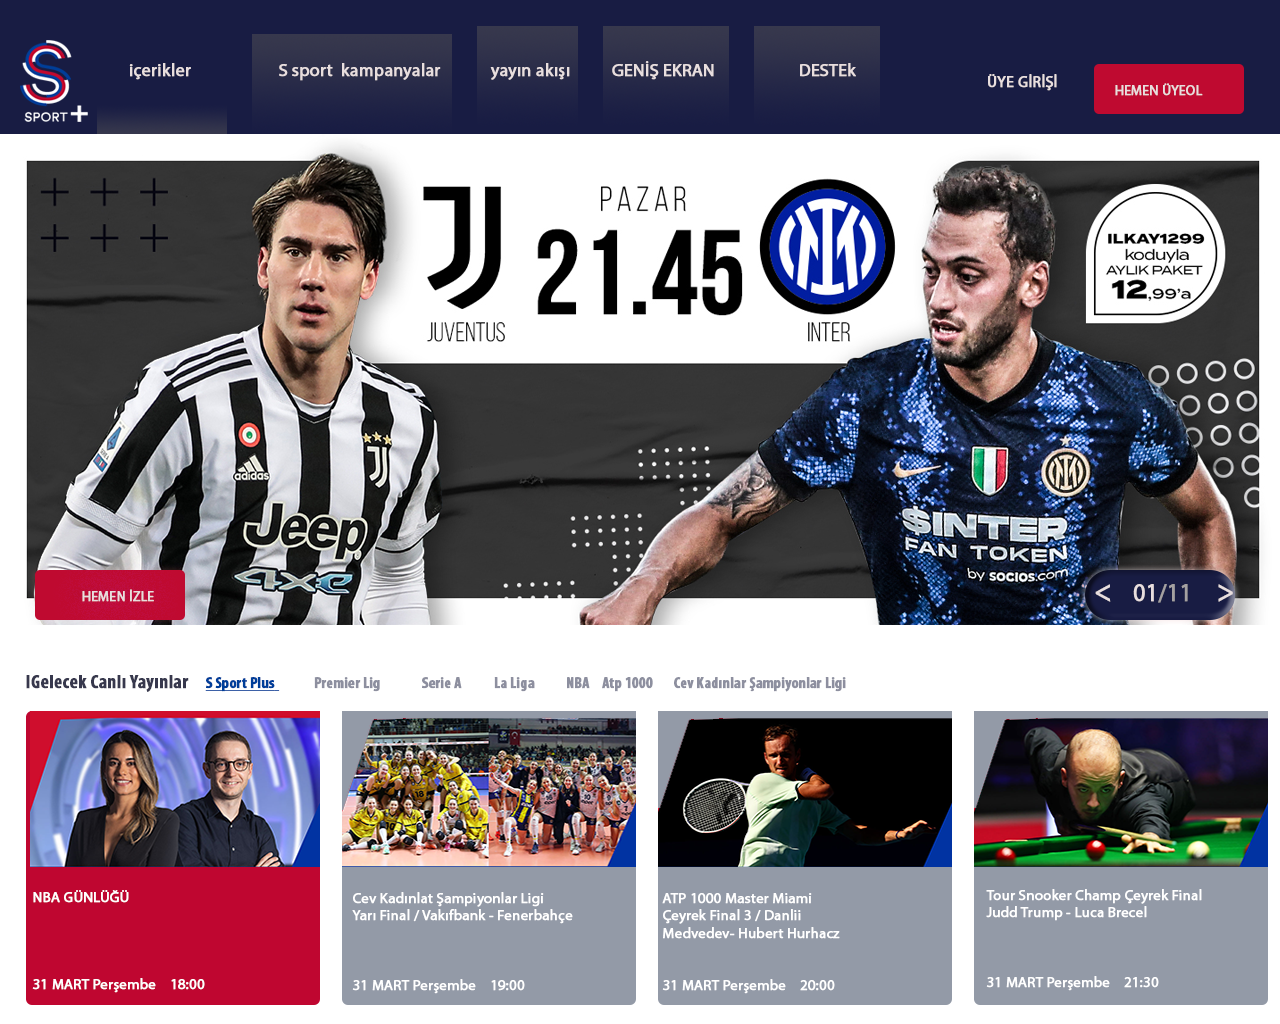 S
SPORT+
içerikler
S sport kampanyalar
yayın akışı
GENİŞ EKRAN
DESTEk
ÜYE GİRİŞİ
HEMEN ÜYEOL
PAZAR
21.45
JUVENTUS
INTER
ILKAY1299
koduyla
AYLIK PAKET
12,99'a
adidas
Jeep
4xe
$INTER
FAN TOKEN
by socios.com
HEMEN İZLE
< 01/11 >
|Gelecek Canlı Yayınlar
S Sport Plus
Premier Lig
Serie A
La Liga
NBA
Atp 1000
Cev Kadınlar Şampiyonlar Ligi
NBA GÜNLÜĞÜ
31 MART Perşembe 18:00
Cev Kadınlat Şampiyonlar Ligi
Yarı Final / Vakıfbank - Fenerbahçe
31 MART Perşembe 19:00
ATP 1000 Master Miami
Çeyrek Final 3 / Danlii
Medvedev- Hubert Hurhacz
31 MART Perşembe 20:00
Tour Snooker Champ Çeyrek Final
Judd Trump - Luca Brecel
31 MART Perşembe 21:30